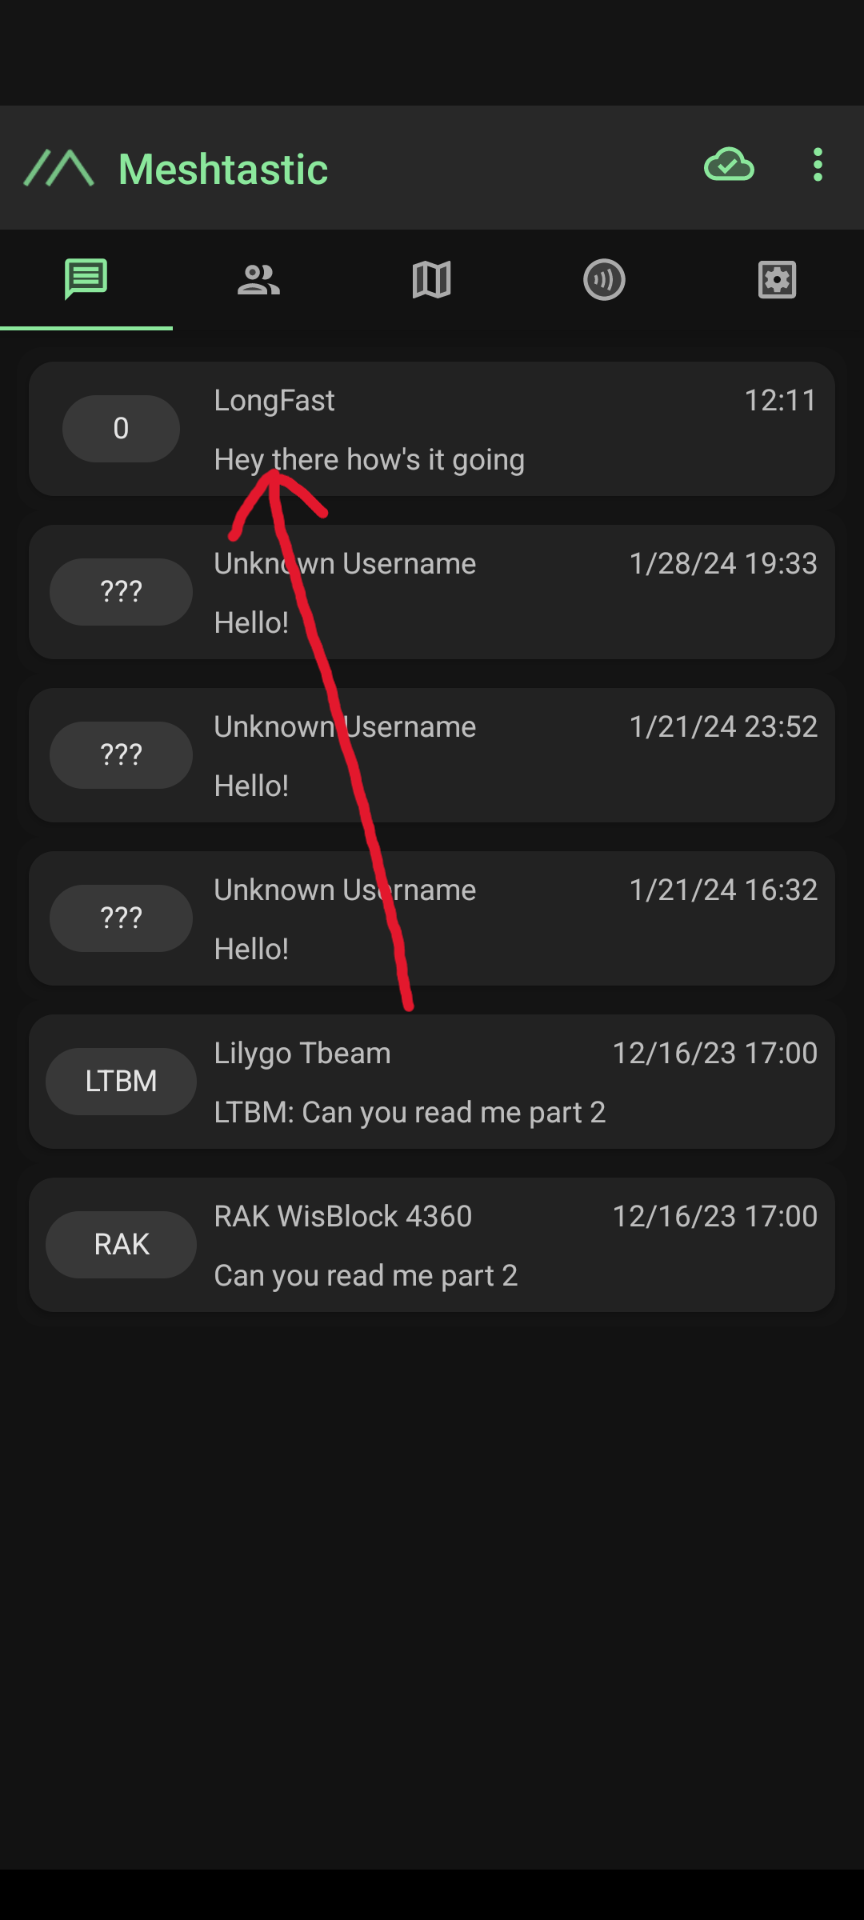 Meshtastic
0
LongFast
12:11
Hey there how's it going
???
Unknown Username
1/28/24 19:33
Hello!
???
Unknown Username
1/21/24 23:52
Hello!
???
Unknown Username
1/21/24 16:32
Hello!
LTBM
Lilygo Tbeam
12/16/23 17:00
LTBM: Can you read me part 2
RAK
RAK WisBlock 4360
12/16/23 17:00
Can you read me part 2